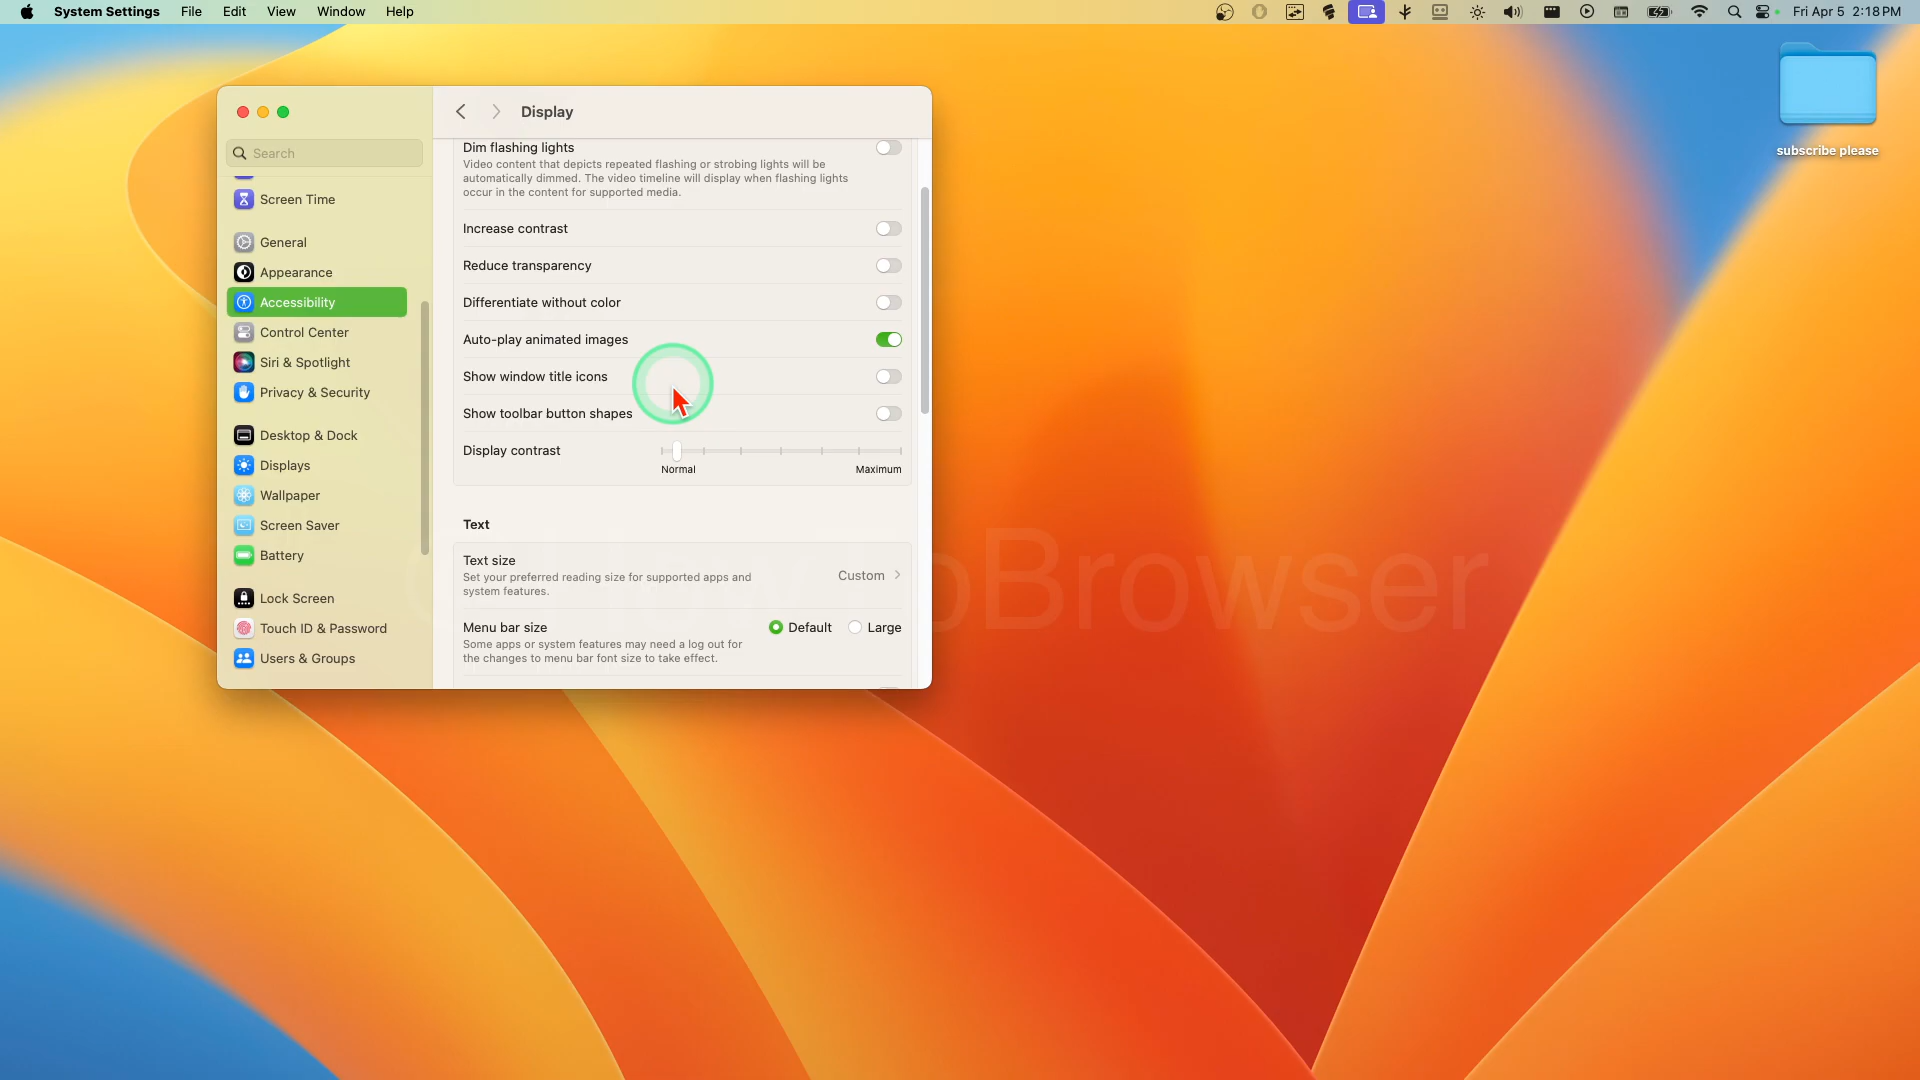 System Settings File Edit View Window Help
Fri Apr 5 2:18 PM
subscribe please
Display
Search
Screen Time
General
Appearance
Accessibility
Control Center
Siri & Spotlight
Privacy & Security
Desktop & Dock
Displays
Wallpaper
Screen Saver
Battery
Lock Screen
Touch ID & Password
Users & Groups
Dim flashing lights
Video content that depicts repeated flashing or strobing lights will be
automatically dimmed. The video timeline will display when flashing lights
occur in the content for supported media.
Increase contrast
Reduce transparency
Differentiate without color
Auto-play animated images
Show window title icons
Show toolbar button shapes
Display contrast
Normal Maximum
Text
Text size
Set your preferred reading size for supported apps and
system features.
Custom
Menu bar size
Default Large
Some apps or system features may need a log out for
the changes to menu bar font size to take effect.